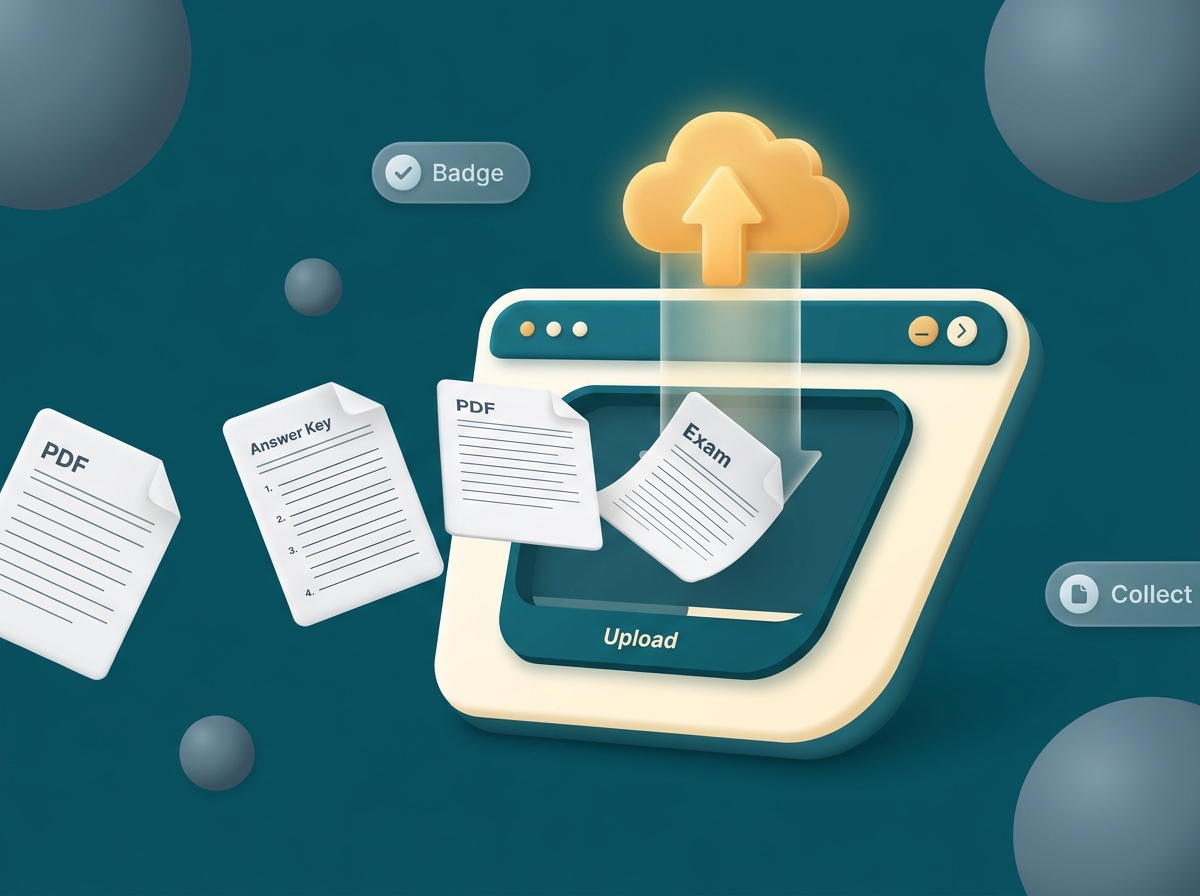 Badge
PDF
Answer Key
1.
2.
3.
4.
PDF
Exam
Upload
Collect